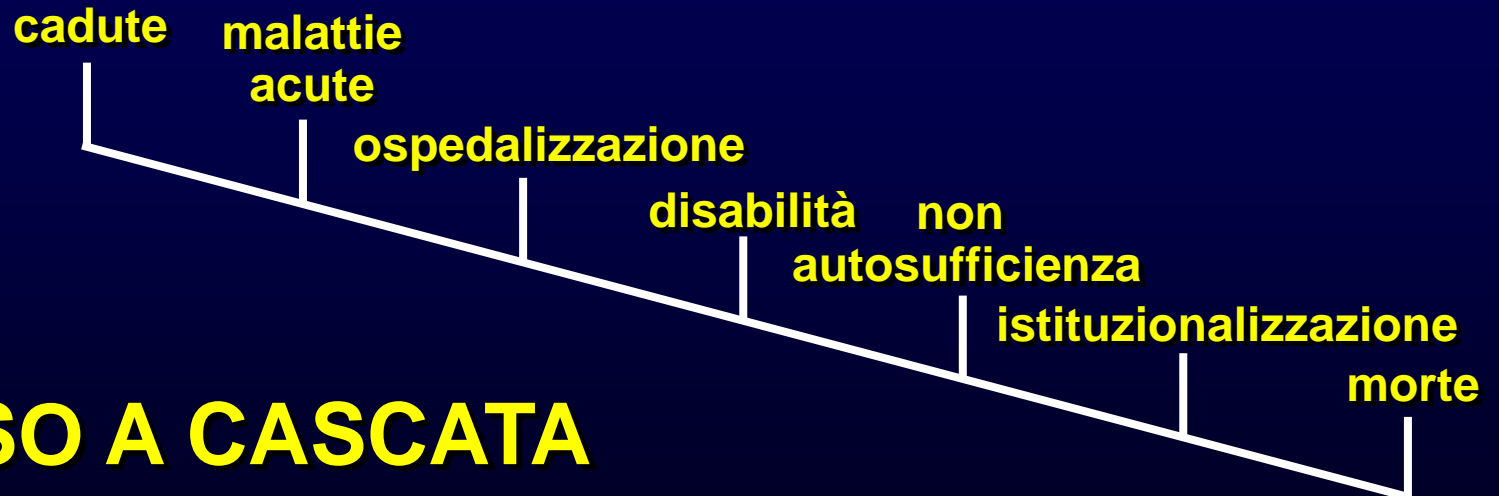 cadute
malattie
acute
ospedalizzazione
disabilità
non
autosufficienza
istituzionalizzazione
morte
SO A CASCATA